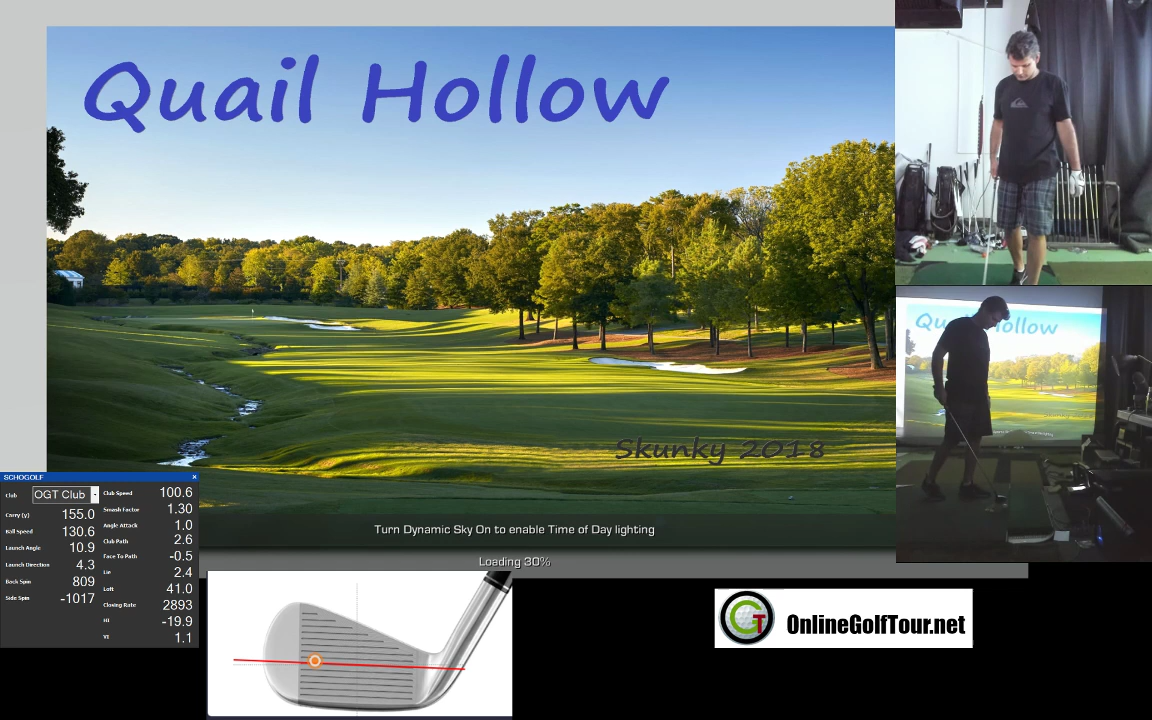 Quail Hollow
Skunky 2018
Turn Dynamic Sky On to enable Time of Day lighting
Loading 30%
Quail Hollow
SCHOGOLF
×
Club OGT Club
Carry (y) 155.0
Ball Speed 130.6
Launch Angle 10.9
Launch Direction 4.3
Back Spin 809
Side Spin -1017
Club Speed 100.6
Smash Factor 1.30
Angle Attack 1.0
Club Path 2.6
Face To Path -0.5
Lie 2.4
Loft 41.0
Closing Rate 2893
HI -19.9
VI 1.1
GT OnlineGolfTour.net